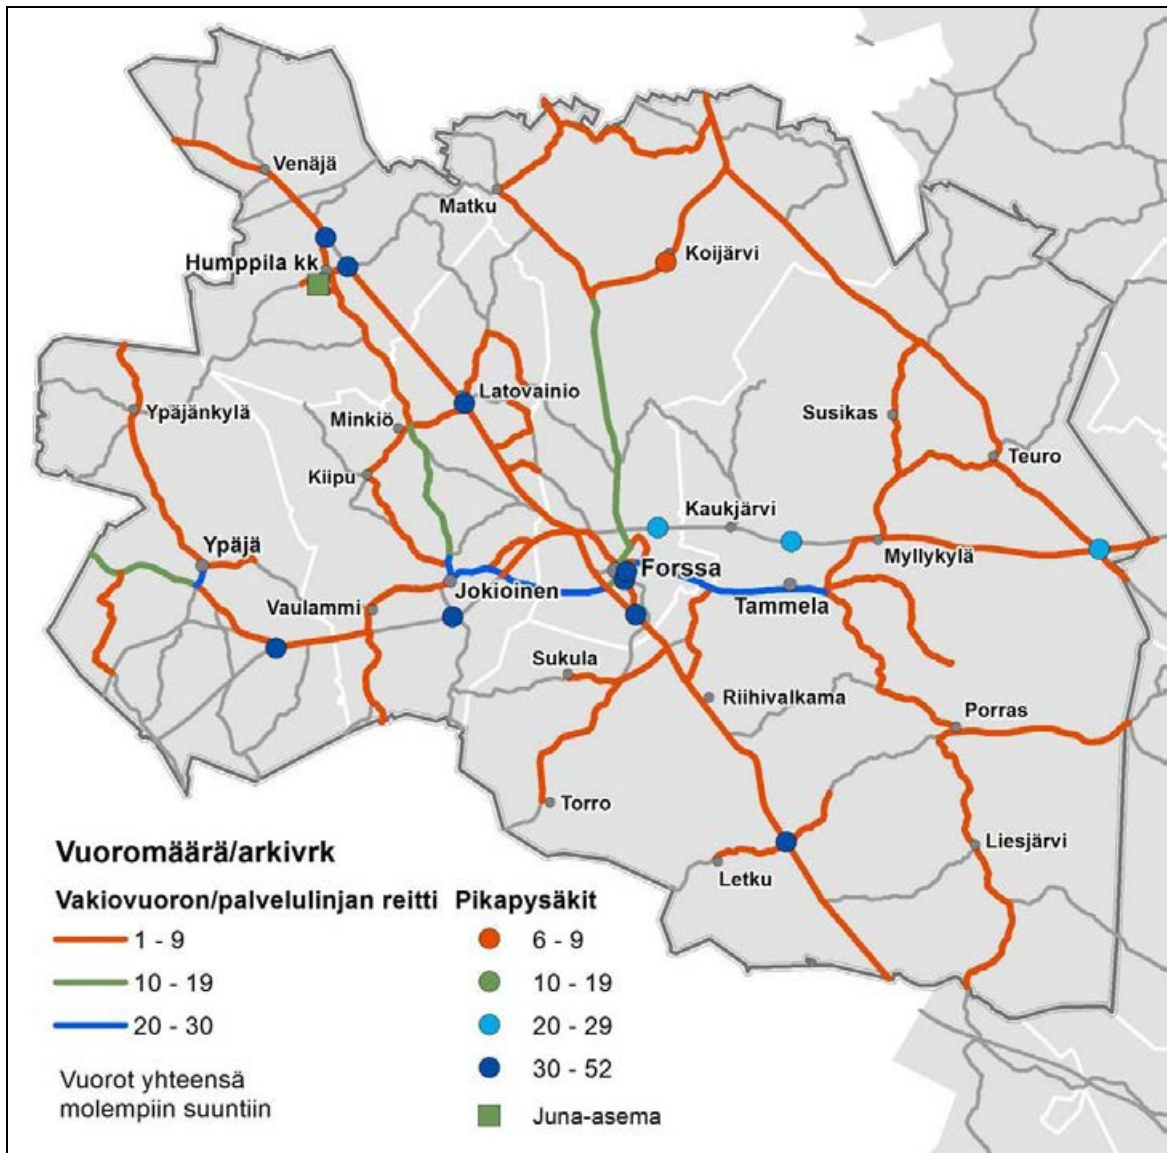 Venäjä
Matku
Humppila kk
Koijärvi
Latovainio
Ypäjänkylä
Minkiö
Susikas
Kiipu
Teuro
Kaukjärvi
Ypäjä
Myllykylä
Forssa
Jokioinen
Tammela
Vaulammi
Sukula
Riihivalkama
Porras
Torro
Liesjärvi
Letku
Vuoromäärä/arkivrk
Vakiovuoron/palvelulinjan reitti
1 - 9
10 - 19
20 - 30
Vuorot yhteensä
molempiin suuntiin
Pikapysäkit
6 - 9
10 - 19
20 - 29
30 - 52
Juna-asema